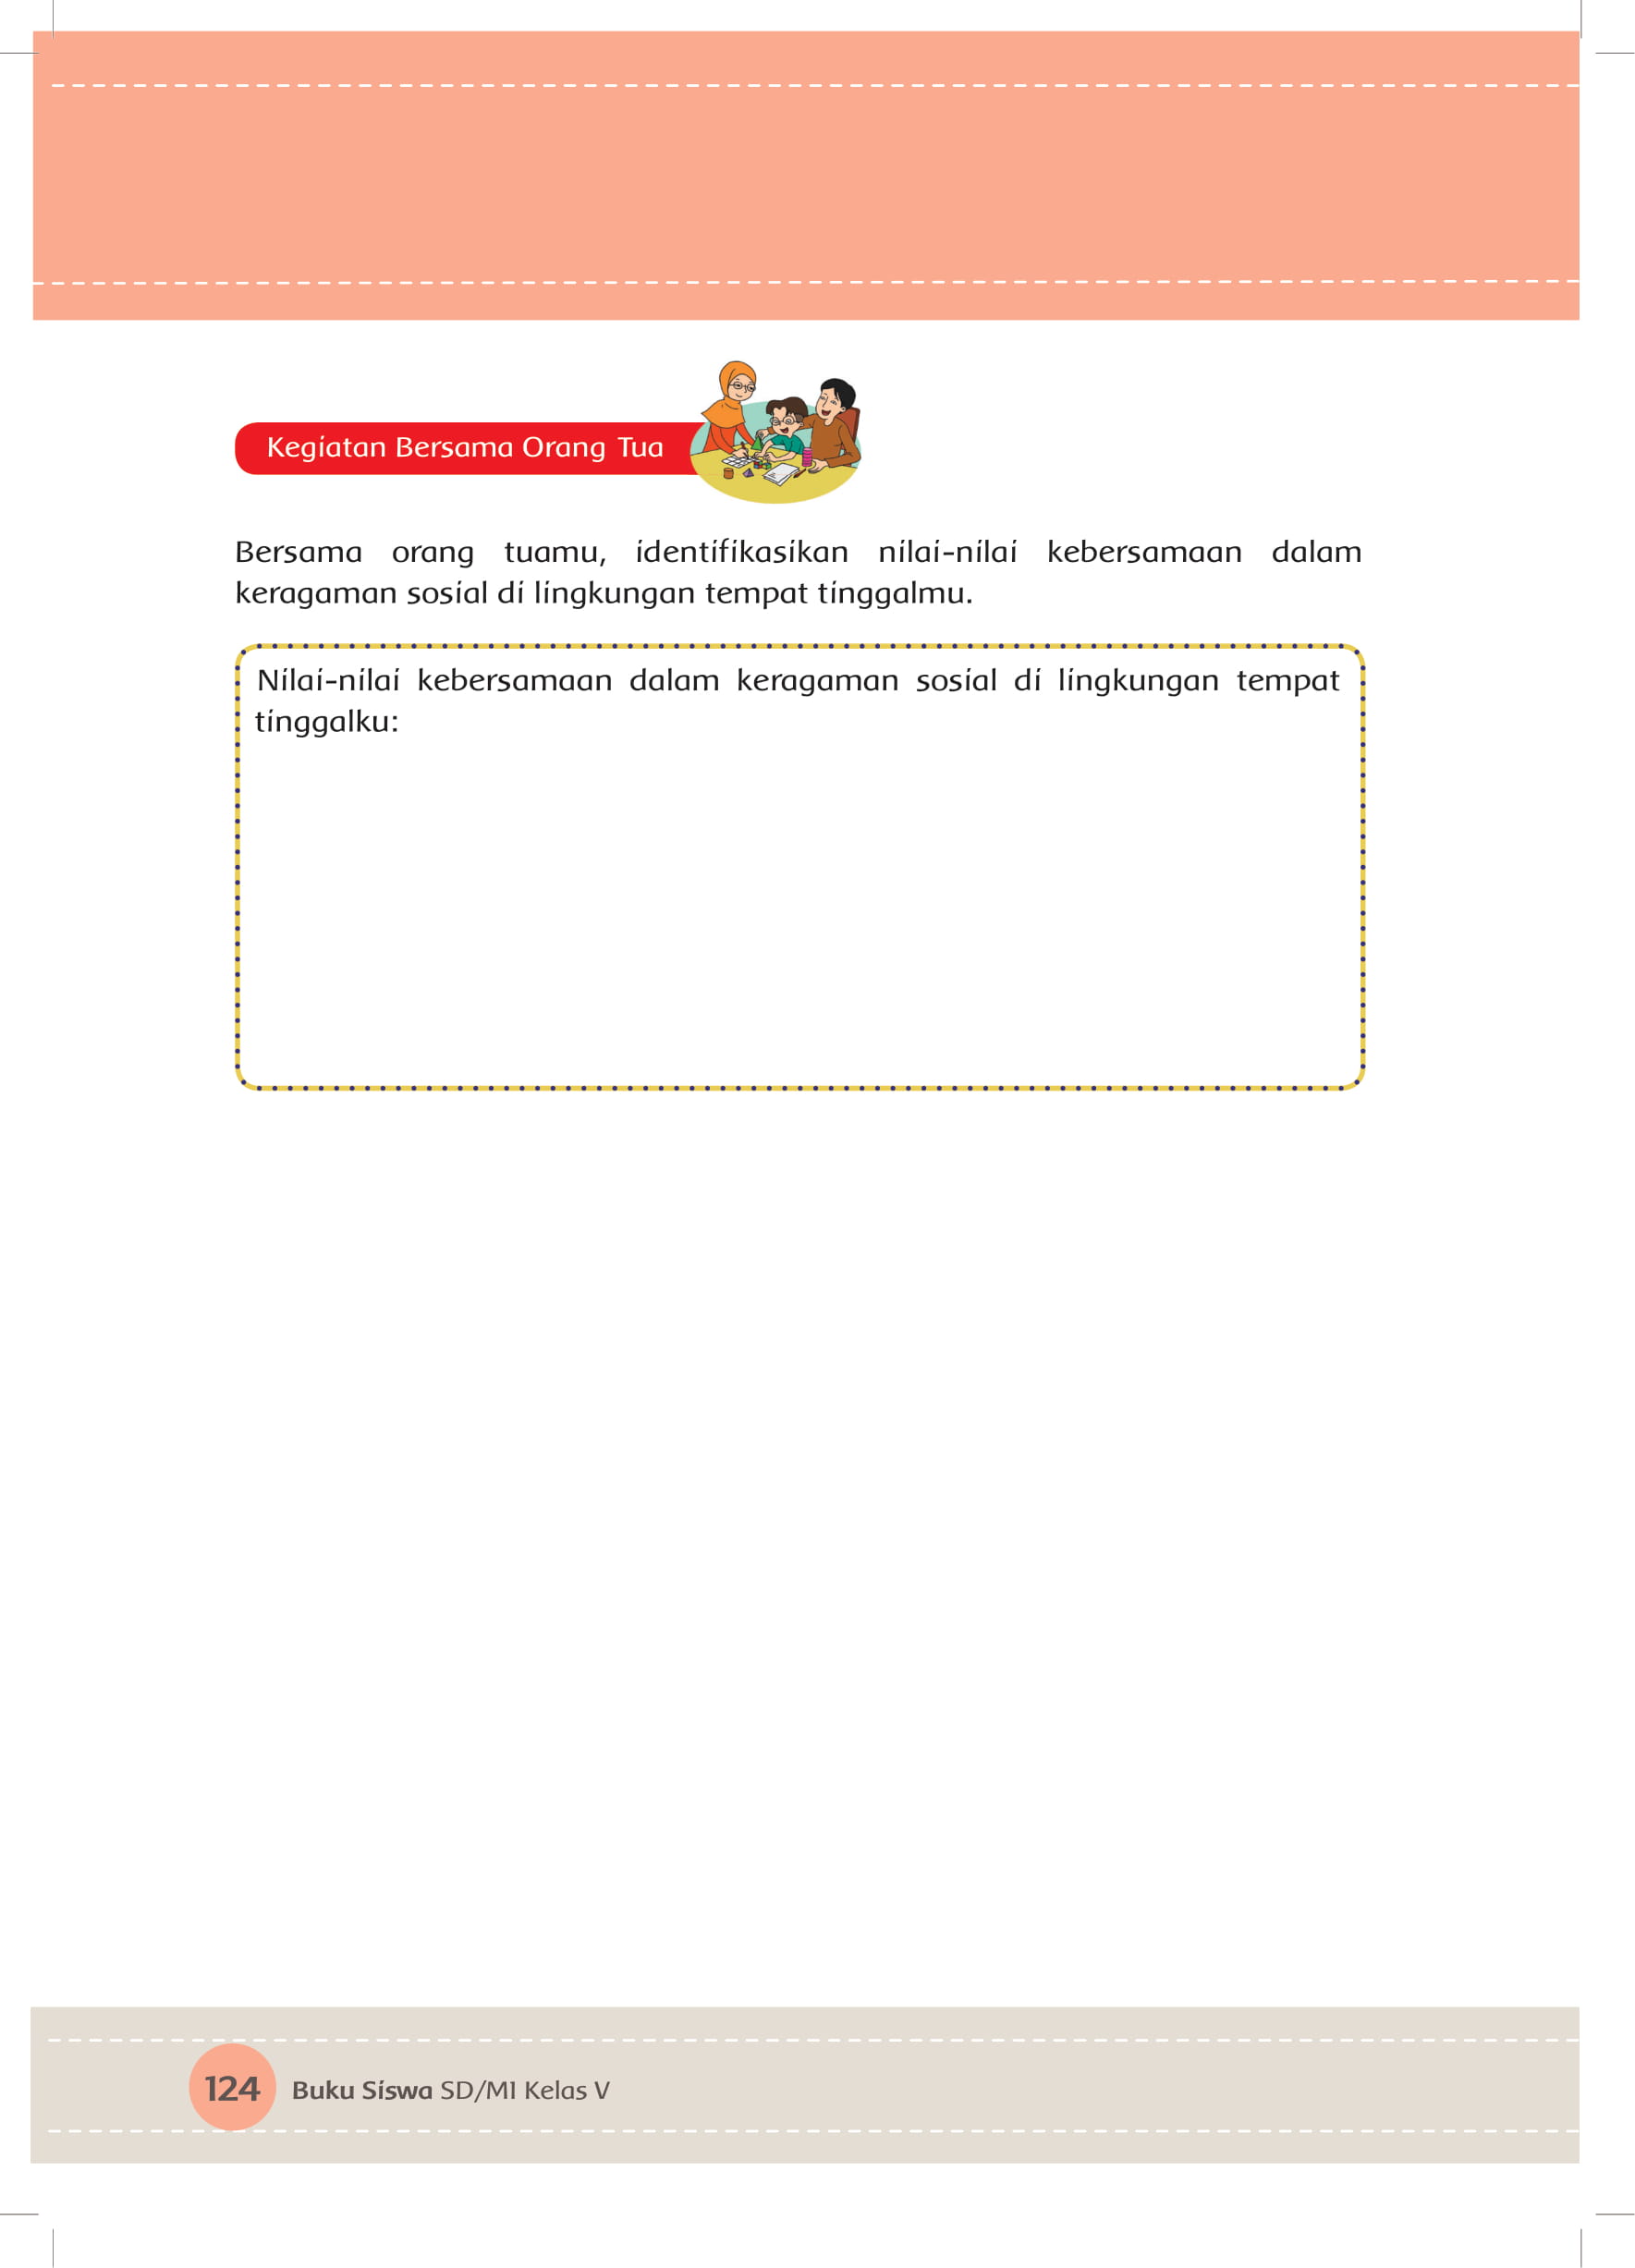 Kegiatan Bersama Orang Tua
Bersama orang tuamu, identifikasikan nilai-nilai kebersamaan dalam
keragaman sosial di lingkungan tempat tinggalmu.
Nilai-nilai kebersamaan dalam keragaman sosial di lingkungan tempat
tinggalku:
124 Buku Siswa SD/MI Kelas V